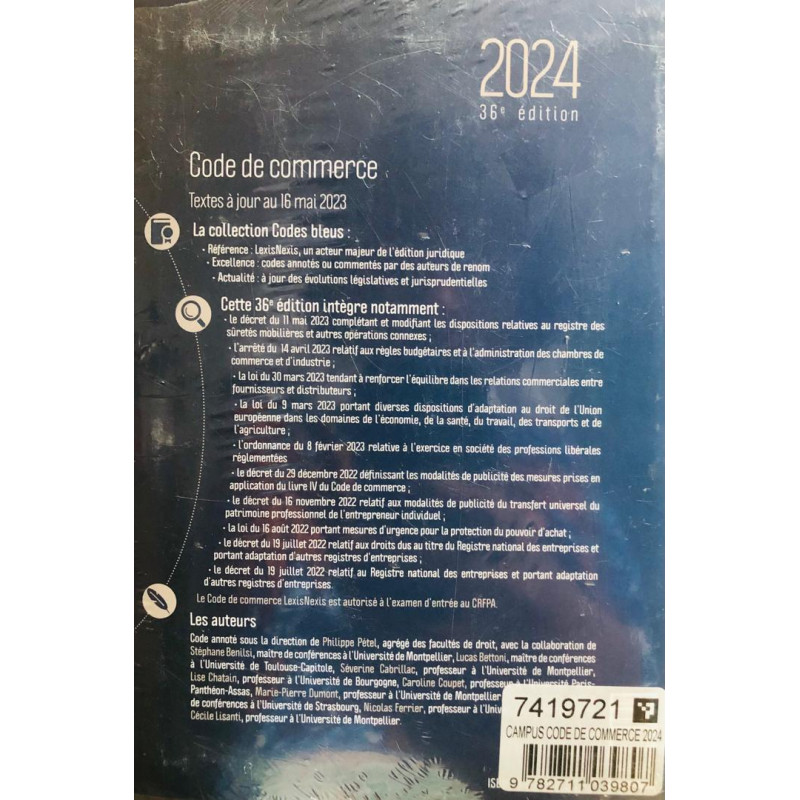 2024
36e édition
Code de commerce
Textes à jour au 16 mai 2023
La collection Codes bleus :
• Référence : LexisNexis, un acteur majeur de l'édition juridique
• Excellence : codes annotés ou commentés par des auteurs de renom
• Actualité : à jour des évolutions législatives et jurisprudentielles
Cette 36e édition intègre notamment :
• le décret du 11 mai 2023 complétant et modifiant les dispositions relatives au registre des
sûretés mobilières et autres opérations connexes ;
• l'arrêté du 14 avril 2023 relatif aux règles budgétaires et à l'administration des chambres de
commerce et d'industrie ;
• la loi du 30 mars 2023 tendant à renforcer l'équilibre dans les relations commerciales entre
fournisseurs et distributeurs ;
• la loi du 9 mars 2023 portant diverses dispositions d'adaptation au droit de l'Union
européenne dans les domaines de l'économie, de la santé, du travail, des transports et de
l'agriculture ;
• l'ordonnance du 8 février 2023 relative à l'exercice en société des professions libérales
réglementées
• le décret du 29 décembre 2022 définissant les modalités de publicité des mesures prises en
application du livre IV du Code de commerce ;
• le décret du 16 novembre 2022 relatif aux modalités de publicité du transfert universel du
patrimoine professionnel de l'entrepreneur individuel ;
• la loi du 16 août 2022 portant mesures d'urgence pour la protection du pouvoir d'achat ;
• le décret du 19 juillet 2022 relatif aux droits dus au titre du Registre national des entreprises et
portant adaptation d'autres registres d'entreprises ;
• le décret du 19 juillet 2022 relatif au Registre national des entreprises et portant adaptation
d'autres registres d'entreprises.
Le Code de commerce LexisNexis est autorisé à l'examen d'entrée au CRFPA.
Les auteurs
Code annoté sous la direction de Philippe Pétel, agrégé des facultés de droit, avec la collaboration de
Stéphane Benilsi, maître de conférences à l'Université de Montpellier, Lucas Bettoni, maître de conférences
à l'Université de Toulouse-Capitole, Séverine Cabrillac, professeur à l'Université de Montpellier,
Lise Chatain, professeur à l'Université de Bourgogne, Caroline Coupet, professeur à l'Université Paris-
Panthéon-Assas, Marie-Pierre Dumont, professeur à l'Université de Montpellier
de conférences à l'Université de Strasbourg, Nicolas Ferrier, professeur à l'Univ
Cécile Lisanti, professeur à l'Université de Montpellier.
7419721
CAMPUS CODE DE COMMERCE 2024
9 782711 039807